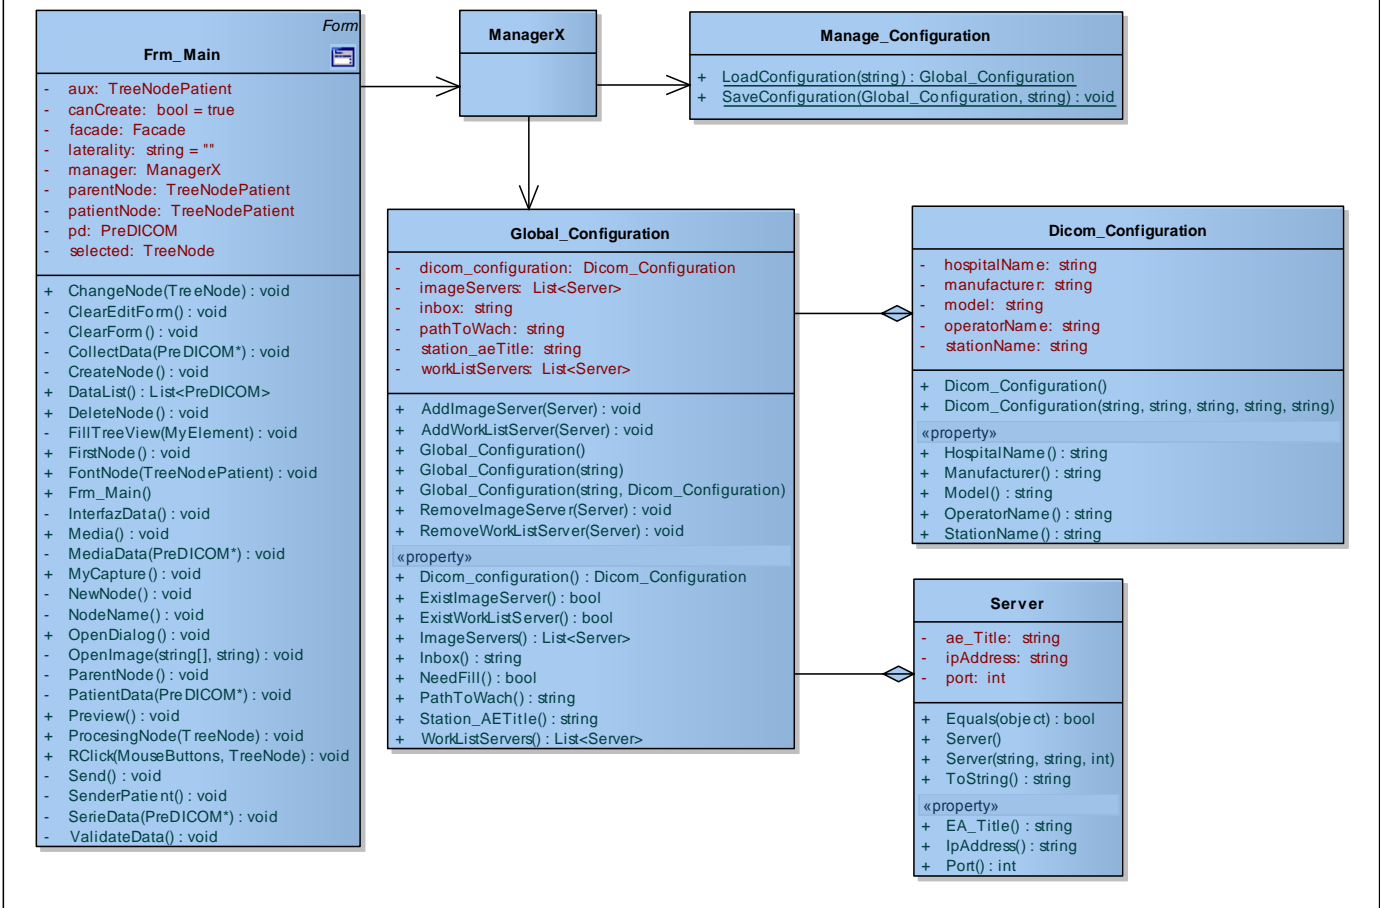 Form
Frm_Main
- aux: TreeNodePatient
- canCreate: bool = true
- facade: Facade
- laterality: string = ""
- manager: ManagerX
- parentNode: TreeNodePatient
- patientNode: TreeNodePatient
- pd: PreDICOM
- selected: TreeNode
+ ChangeNode(TreeNode) : void
- ClearEditForm() : void
- ClearForm() : void
- CollectData(PreDICOM*) : void
- CreateNode() : void
+ DataList() : List<PreDICOM>
+ DeleteNode() : void
- FillTreeView(MyElement) : void
+ FirstNode() : void
+ FontNode(TreeNodePatient) : void
+ Frm_Main()
- InterfazData() : void
+ Media() : void
- MediaData(PreDICOM*) : void
+ MyCapture() : void
- NewNode() : void
- NodeName() : void
+ OpenDialog() : void
- OpenImage(string[], string) : void
- ParentNode() : void
- PatientData(PreDICOM*) : void
+ Preview() : void
+ ProcesingNode(TreeNode) : void
+ RClick(MouseButtons, TreeNode) : void
- Send() : void
- SenderPatient() : void
- SerieData(PreDICOM*) : void
- ValidateData() : void
ManagerX
Manage_Configuration
+ LoadConfiguration(string) : Global_Configuration
+ SaveConfiguration(Global_Configuration, string) : void
Global_Configuration
- dicom_configuration: Dicom_Configuration
- imageServers: List<Server>
- inbox: string
- pathToWach: string
- station_aeTitle: string
- workListServers: List<Server>
+ AddImageServer(Server) : void
+ AddWorkListServer(Server) : void
+ Global_Configuration()
+ Global_Configuration(string)
+ Global_Configuration(string, Dicom_Configuration)
+ RemoveImageServer(Server) : void
+ RemoveWorkListServer(Server) : void
«property»
+ Dicom_configuration() : Dicom_Configuration
+ ExistImageServer() : bool
+ ExistWorkListServer() : bool
+ ImageServers() : List<Server>
+ Inbox() : string
+ NeedFill() : bool
+ PathToWach() : string
+ Station_AETitle() : string
+ WorkListServers() : List<Server>
Dicom_Configuration
- hospitalName: string
- manufacturer: string
- model: string
- operatorName: string
- stationName: string
+ Dicom_Configuration()
+ Dicom_Configuration(string, string, string, string, string)
«property»
+ HospitalName() : string
+ Manufacturer() : string
+ Model() : string
+ OperatorName() : string
+ StationName() : string
Server
- ae_Title: string
- ipAddress: string
- port: int
+ Equals(object) : bool
+ Server()
+ Server(string, string, int)
+ ToString() : string
«property»
+ EA_Title() : string
+ IpAddress() : string
+ Port() : int